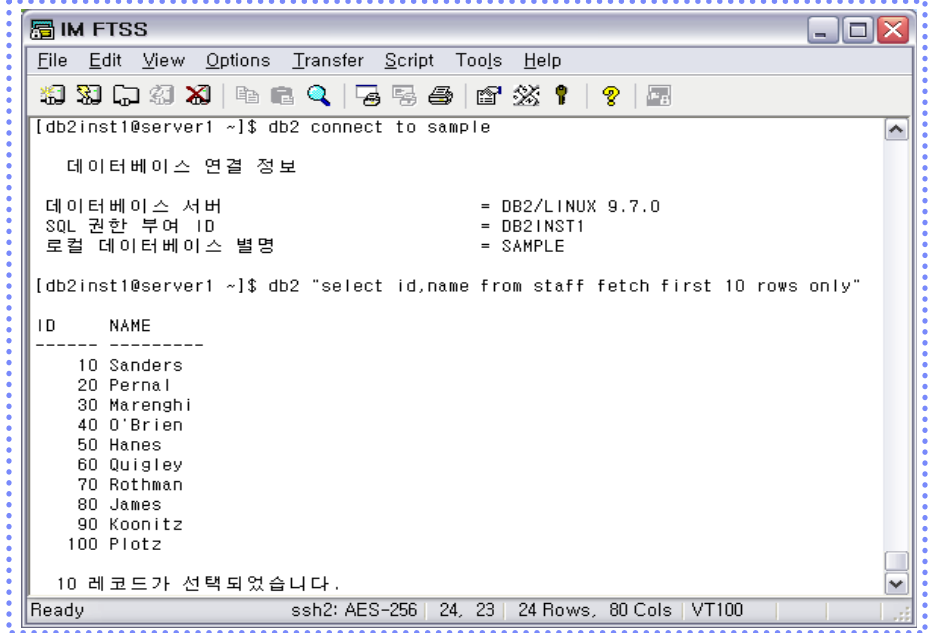 IM FTSS
File Edit View Options Transfer Script Tools Help
[db2inst1@server1 ~]$ db2 connect to sample
데이터베이스 연결 정보
데이터베이스 서버 = DB2/LINUX 9.7.0
SQL 권한 부여 ID = DB2INST1
로컬 데이터베이스 별명 = SAMPLE
[db2inst1@server1 ~]$ db2 "select id,name from staff fetch first 10 rows only"
ID NAME
------ ---------
10 Sanders
20 Pernal
30 Marenghi
40 O'Brien
50 Hanes
60 Quigley
70 Rothman
80 James
90 Koonitz
100 Plotz
10 레코드가 선택되었습니다.
Ready ssh2: AES-256 24, 23 24 Rows, 80 Cols VT100